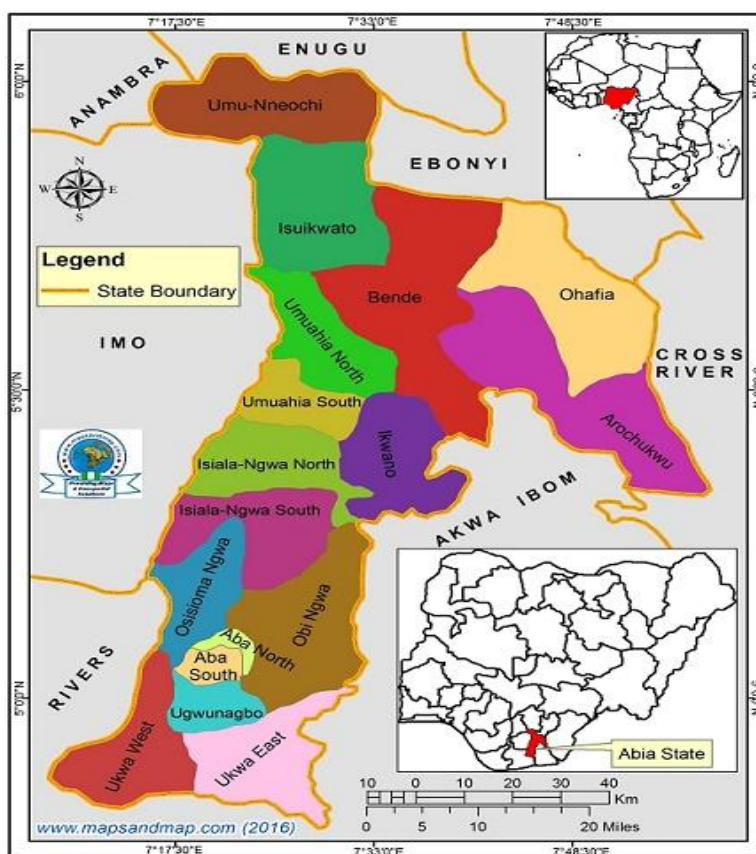 7°17'30"E 7°33'0"E 7°48'30"E
ENUGU
ANAMBRA
6°0'0"N
Umu-Nneochi
EBONYI
N
W E
S
Isuikwato
Legend
State Boundary
Bende
Ohafia
Umuahia North
IMO
CROSS
RIVER
5°30'0"N
Umuahia South
Arochukwu
Ikwano
Isiala-Ngwa North
Isiala-Ngwa South
AKWA IBOM
Osisioma Ngwa
Obi Ngwa
Aba North
Aba
South
RIVERS
5°0'0"N
Ugwunagbo
Ukwa West
Ukwa East
Abia State
10 0 10 20 30 40
Km
0 5 10 20 Miles
www.mapsandmap.com (2016)
7°17'30"E 7°33'0"E 7°48'30"E